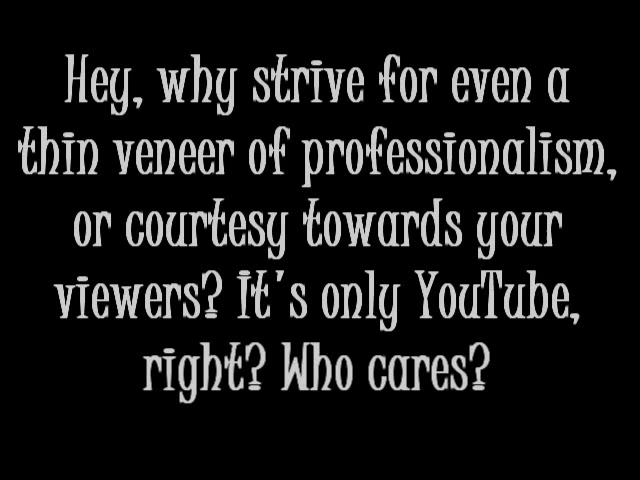 Hey, why strive for even a
thin veneer of professionalism,
or courtesy towards your
viewers? It's only YouTube,
right? Who cares?